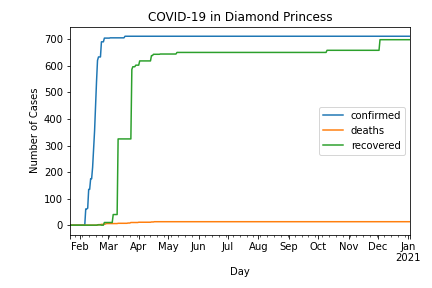 COVID-19 in Diamond Princess
Number of Cases
700
600
500
400
300
200
100
0
confirmed
deaths
recovered
Feb Mar Apr May Jun Jul Aug Sep Oct Nov Dec Jan
2021
Day